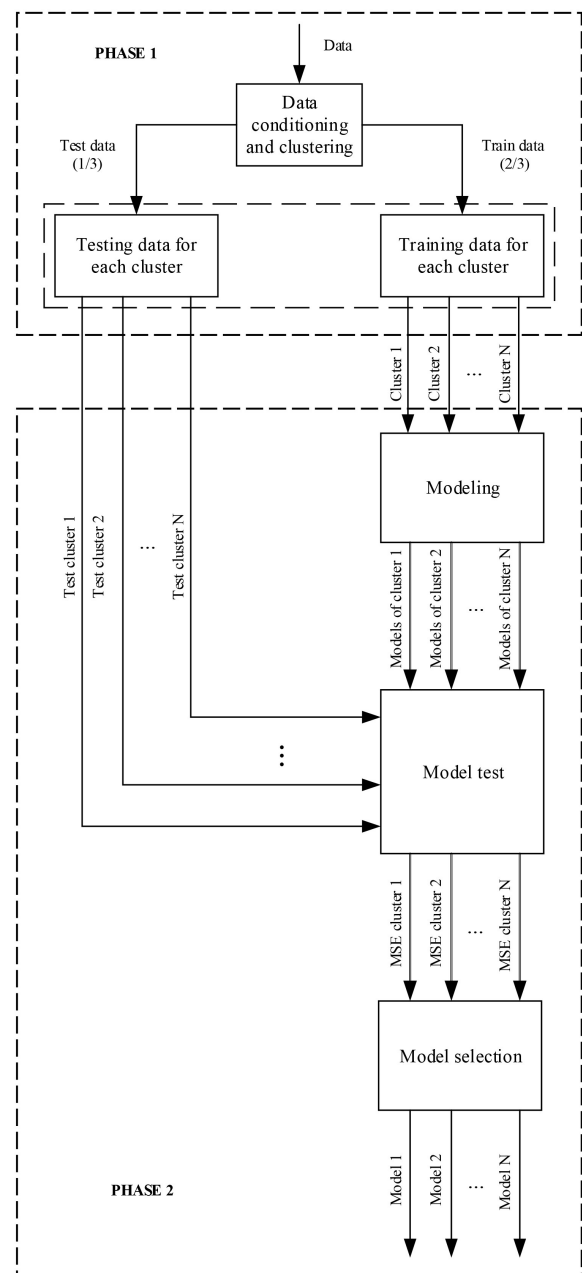 PHASE 1
Data
Data
conditioning
and clustering
Test data
(1/3)
Train data
(2/3)
Testing data for
each cluster
Training data for
each cluster
Cluster 1
Cluster 2
...
Cluster N
Modeling
Test cluster 1
Test cluster 2
...
Test cluster N
Models of cluster 1
Models of cluster 2
...
Models of cluster N
...
Model test
MSE cluster 1
MSE cluster 2
...
MSE cluster N
Model selection
Model 1
Model 2
...
Model N
PHASE 2